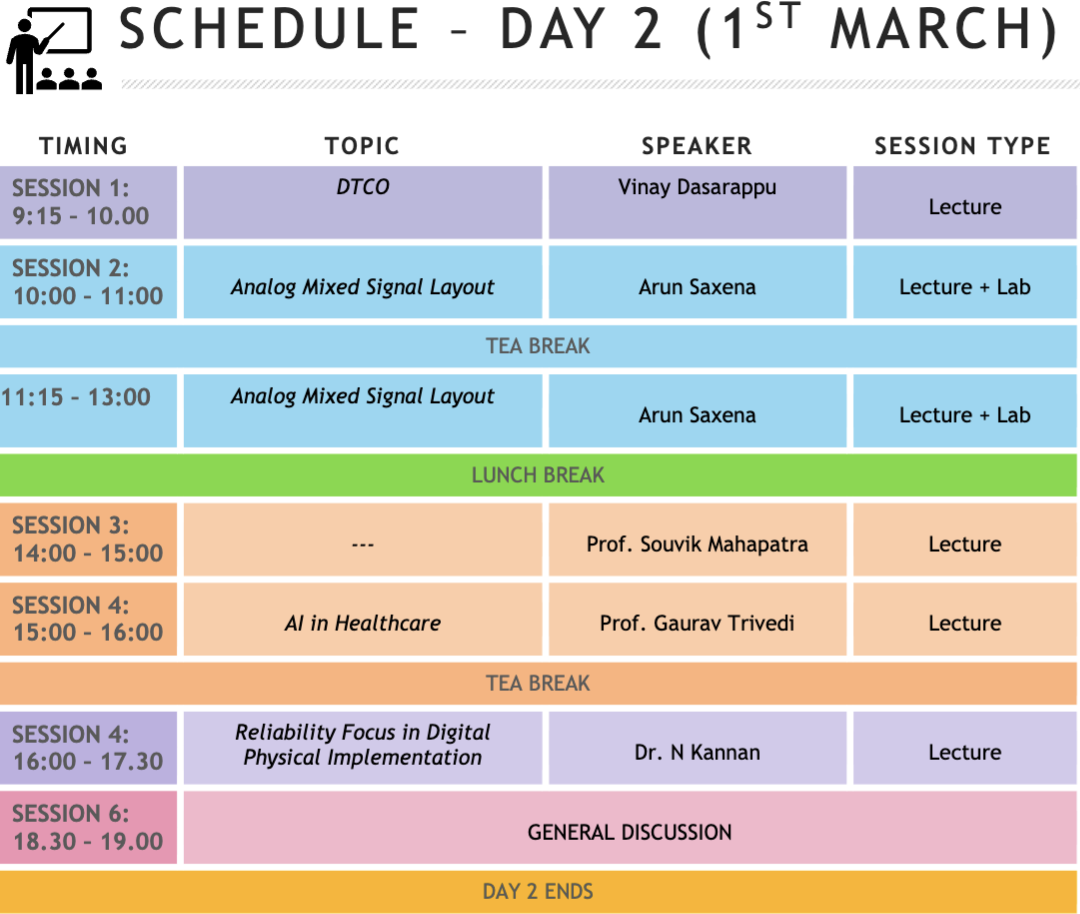 SCHEDULE - DAY 2 (1ST MARCH)
TIMING TOPIC SPEAKER SESSION TYPE
SESSION 1:
9:15 - 10.00
DTCO
Vinay Dasarappu
Lecture
SESSION 2:
10:00 - 11:00
Analog Mixed Signal Layout
Arun Saxena
Lecture + Lab
TEA BREAK
11:15 - 13:00
Analog Mixed Signal Layout
Arun Saxena
Lecture + Lab
LUNCH BREAK
SESSION 3:
14:00 - 15:00
---
Prof. Souvik Mahapatra
Lecture
SESSION 4:
15:00 - 16:00
AI in Healthcare
Prof. Gaurav Trivedi
Lecture
TEA BREAK
SESSION 4:
16:00 - 17.30
Reliability Focus in Digital
Physical Implementation
Dr. N Kannan
Lecture
SESSION 6:
18.30 - 19.00
GENERAL DISCUSSION
DAY 2 ENDS